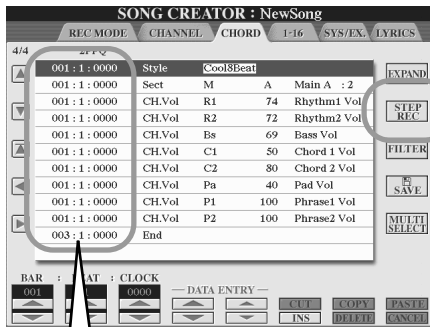 SONG CREATOR : NewSong
REC MODE CHANNEL CHORD 1-16 SYS/EX. LYRICS
4/4 2PPQ
001 : 1 : 0000 Style Cool8Beat
001 : 1 : 0000 Sect M A Main A : 2
001 : 1 : 0000 CH.Vol R1 74 Rhythm1 Vol
001 : 1 : 0000 CH.Vol R2 72 Rhythm2 Vol
001 : 1 : 0000 CH.Vol Bs 69 Bass Vol
001 : 1 : 0000 CH.Vol C1 50 Chord 1 Vol
001 : 1 : 0000 CH.Vol C2 80 Chord 2 Vol
001 : 1 : 0000 CH.Vol Pa 40 Pad Vol
001 : 1 : 0000 CH.Vol P1 100 Phrase1 Vol
001 : 1 : 0000 CH.Vol P2 100 Phrase2 Vol
003 : 1 : 0000 End
EXPAND
STEP
REC
FILTER
SAVE
MULTI
SELECT
BAR : : CLOCK
001 1 0000
DATA ENTRY
CUT COPY PASTE
INS DELETE CANCEL